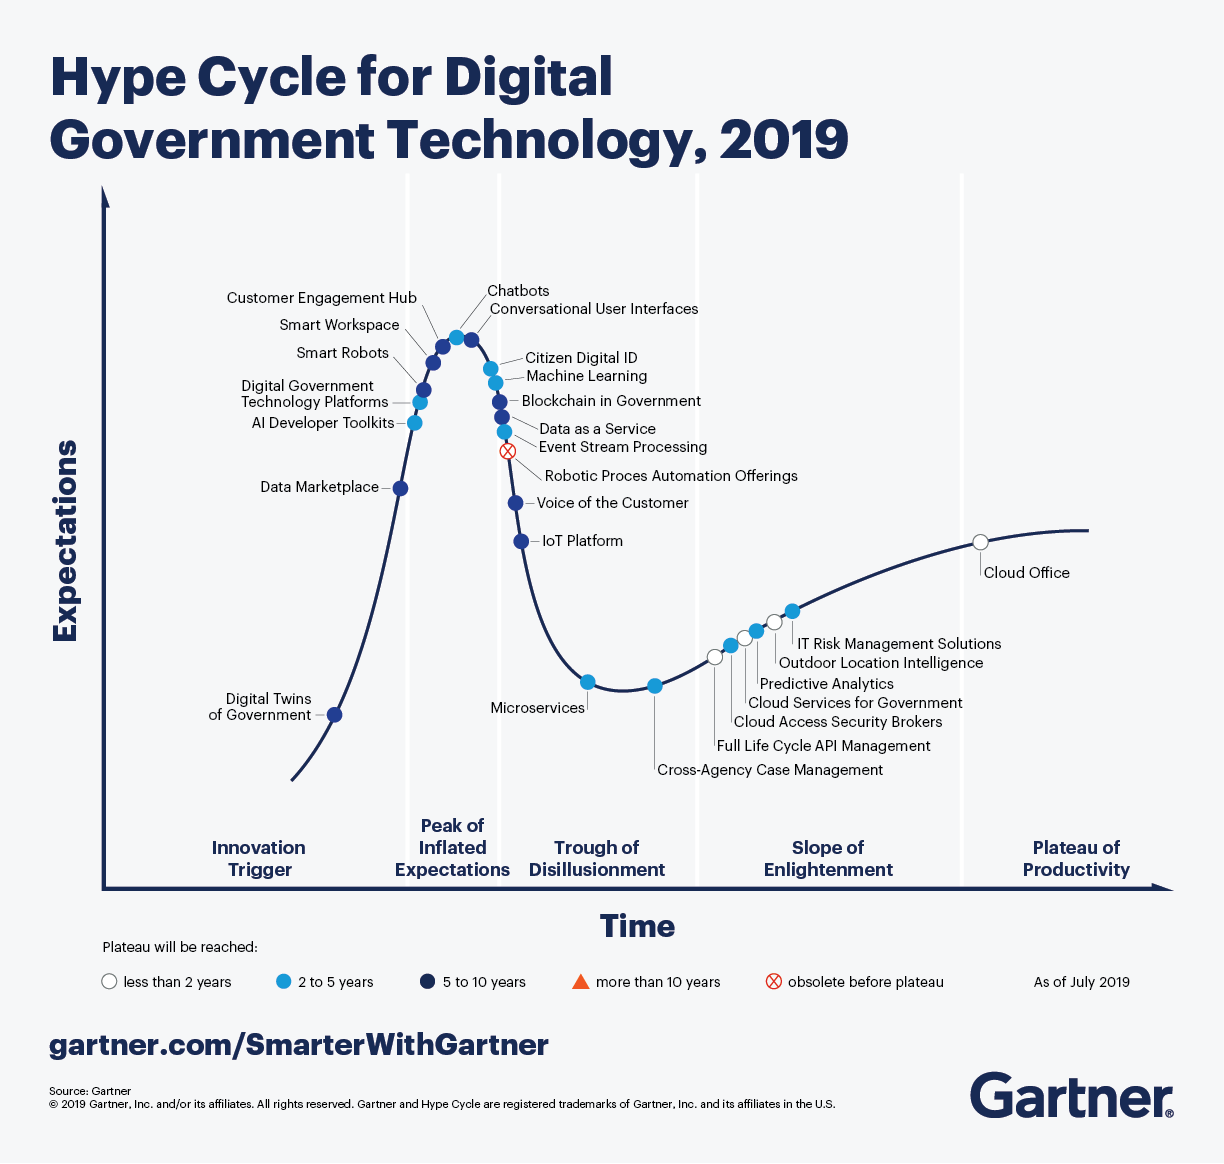 Hype Cycle for Digital
Government Technology, 2019
Expectations
Customer Engagement Hub
Smart Workspace
Smart Robots
Digital Government
Technology Platforms
AI Developer Toolkits
Data Marketplace
Digital Twins
of Government
Chatbots
Conversational User Interfaces
Citizen Digital ID
Machine Learning
Blockchain in Government
Data as a Service
Event Stream Processing
Robotic Proces Automation Offerings
Voice of the Customer
IoT Platform
Microservices
Cloud Office
IT Risk Management Solutions
Outdoor Location Intelligence
Predictive Analytics
Cloud Services for Government
Cloud Access Security Brokers
Full Life Cycle API Management
Cross-Agency Case Management
Innovation
Trigger
Peak of
Inflated
Expectations
Trough of
Disillusionment
Slope of
Enlightenment
Plateau of
Productivity
Time
Plateau will be reached:
less than 2 years
2 to 5 years
5 to 10 years
more than 10 years
obsolete before plateau
As of July 2019
gartner.com/SmarterWithGartner
Source: Gartner
© 2019 Gartner, Inc. and/or its affiliates. All rights reserved. Gartner and Hype Cycle are registered trademarks of Gartner, Inc. and its affiliates in the U.S.
Gartner®